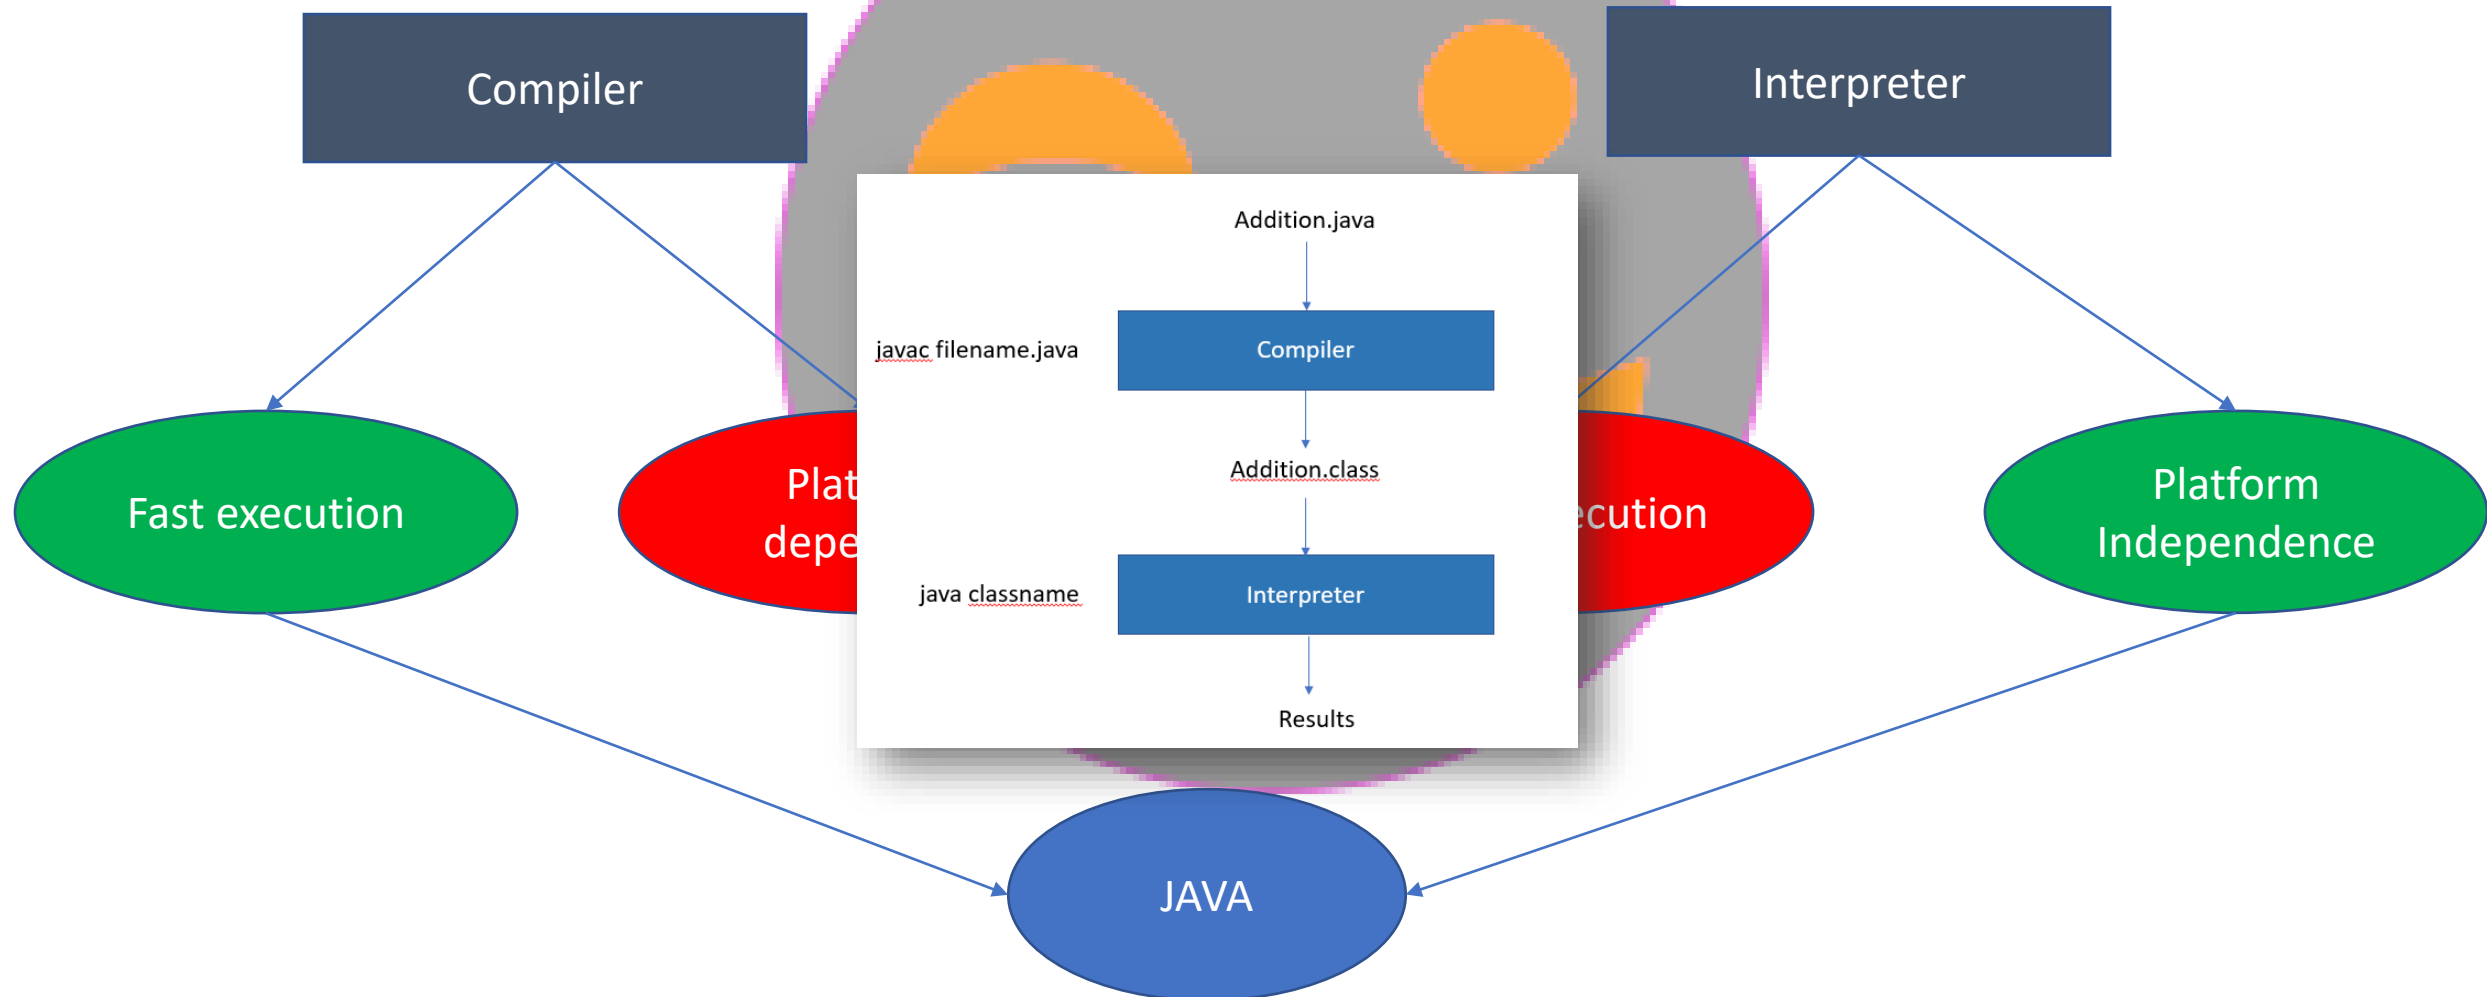 Compiler
Interpreter
Addition.java
javac filename.java
Compiler
Addition.class
java classname
Interpreter
Results
Fast execution
Plat
depe
ecution
Platform
Independence
JAVA